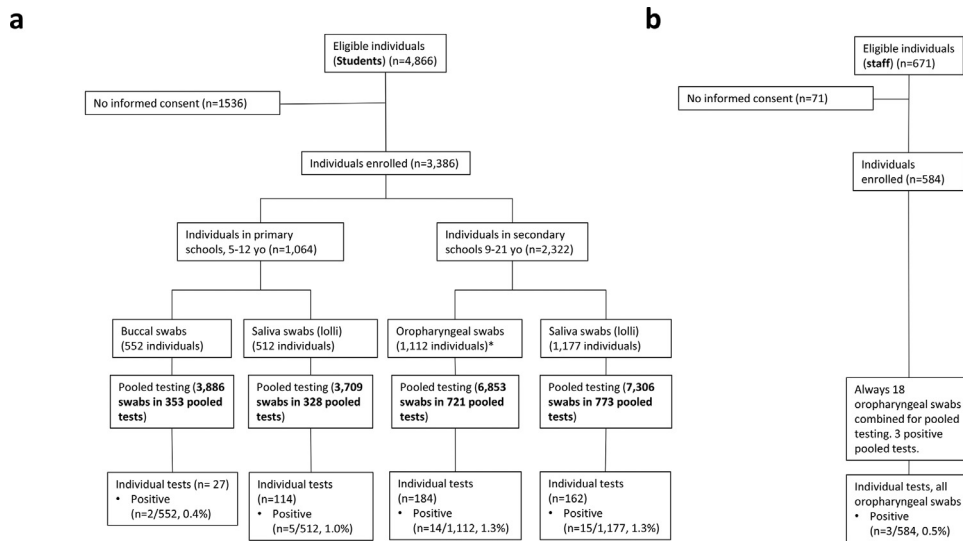 a
Eligible individuals
(Students) (n=4,866)
No informed consent (n=1536)
Individuals enrolled (n=3,386)
Individuals in primary
schools, 5-12 yo (n=1,064)
Individuals in secondary
schools 9-21 yo (n=2,322)
Buccal swabs
(552 individuals)
Saliva swabs (lolli)
(512 individuals)
Oropharyngeal swabs
(1,112 individuals)*
Saliva swabs (lolli)
(1,177 individuals)
Pooled testing (3,886
swabs in 353 pooled
tests)
Pooled testing (3,709
swabs in 328 pooled
tests)
Pooled testing (6,853
swabs in 721 pooled
tests)
Pooled testing (7,306
swabs in 773 pooled
tests)
Individual tests (n= 27)
• Positive
(n=2/552, 0.4%)
Individual tests
(n=114)
• Positive
(n=5/512, 1.0%)
Individual tests
(n=184)
• Positive
(n=14/1,112, 1.3%)
Individual tests
(n=162)
• Positive
(n=15/1,177, 1.3%)
b
Eligible individuals
(staff) (n=671)
No informed consent (n=71)
Individuals
enrolled (n=584)
Always 18
oropharyngeal swabs
combined for pooled
testing. 3 positive
pooled tests.
Individual tests, all
oropharyngeal swabs
• Positive
(n=3/584, 0.5%)